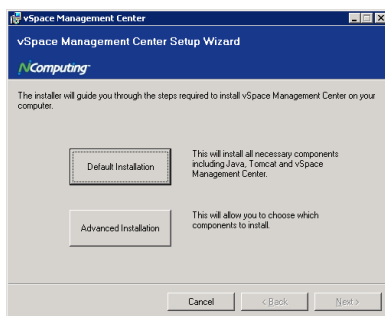 vSpace Management Center
vSpace Management Center Setup Wizard
NComputing
The installer will guide you through the steps required to install vSpace Management Center on your
computer.
Default Installation
This will install all necessary components
including Java, Tomcat and vSpace
Management Center.
Advanced Installation
This will allow you to choose which
components to install.
Cancel
< Back
Next >